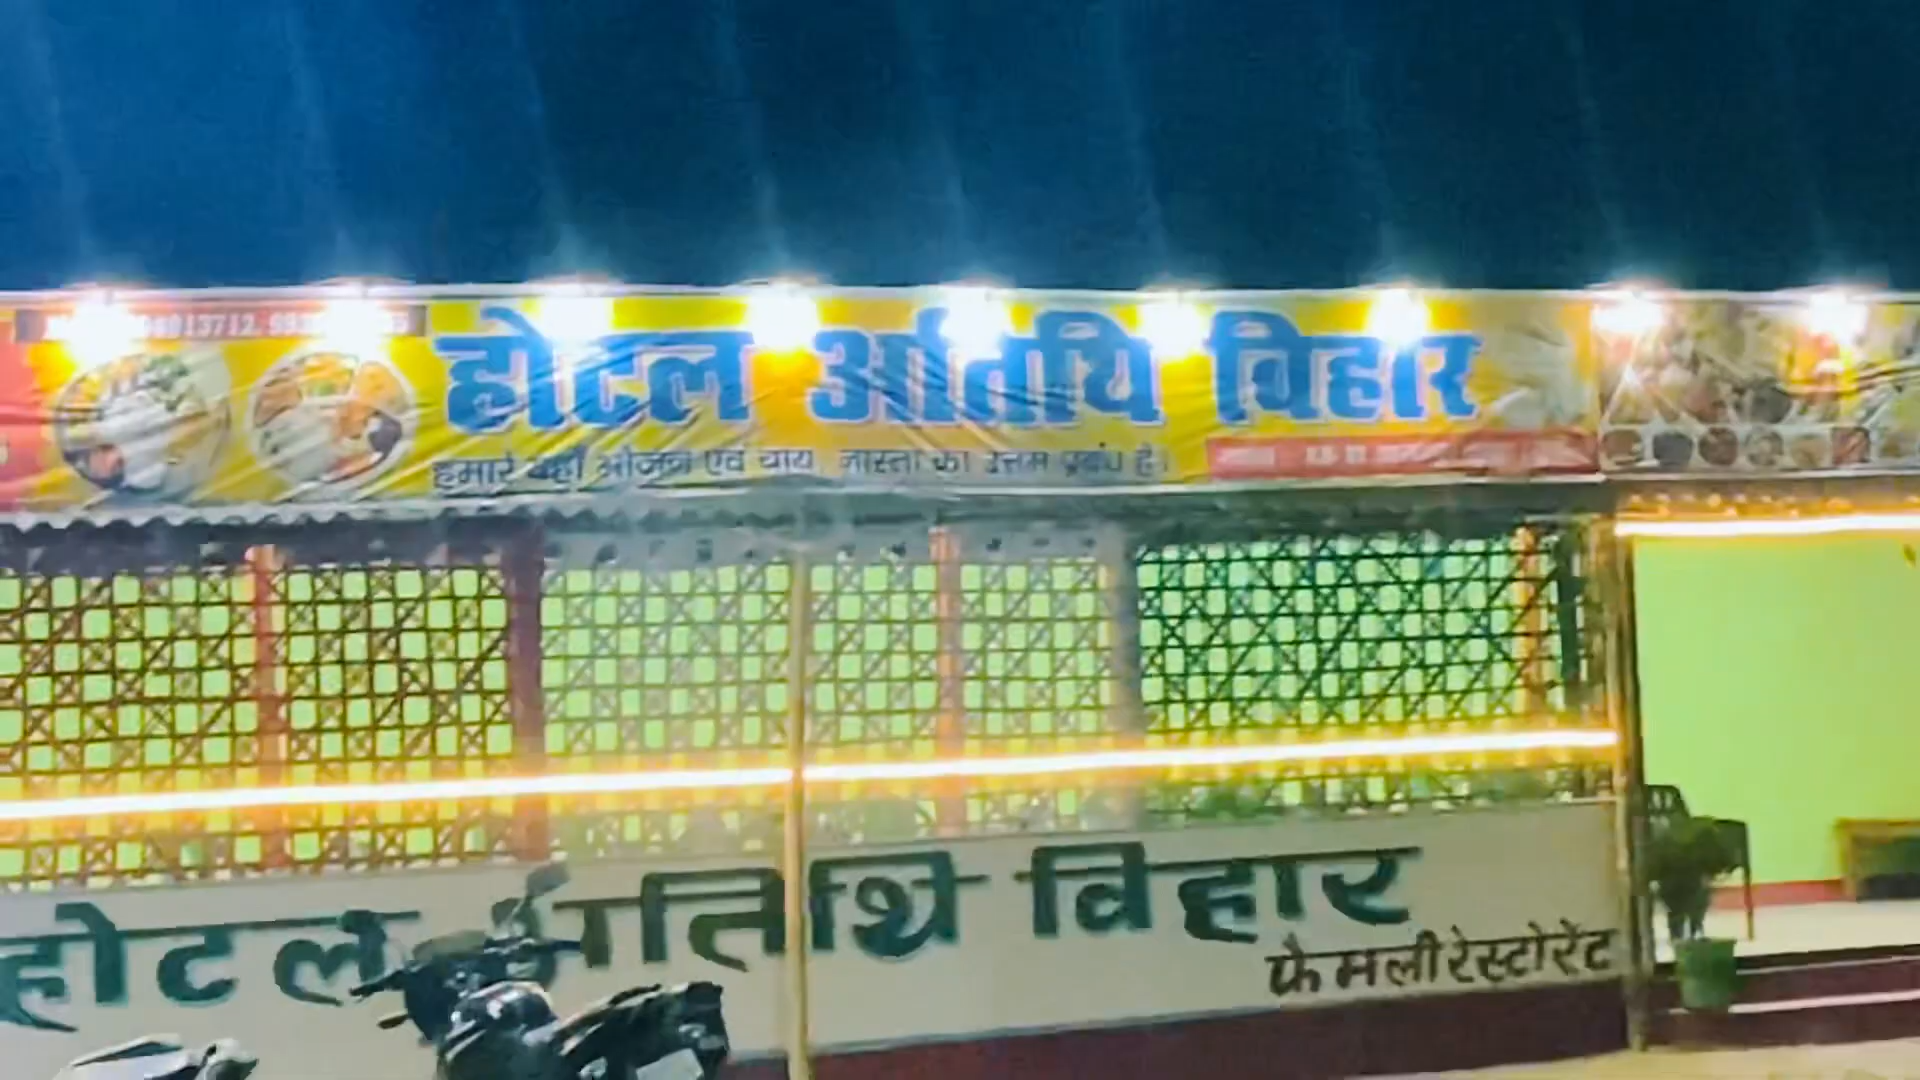 होटल अतिथि विहार
हमारे यहाँ भोजन एवं चाय, नास्ता का उत्तम प्रबंध है।
होटल अतिथि विहार
फैमली रेस्टोरेंट